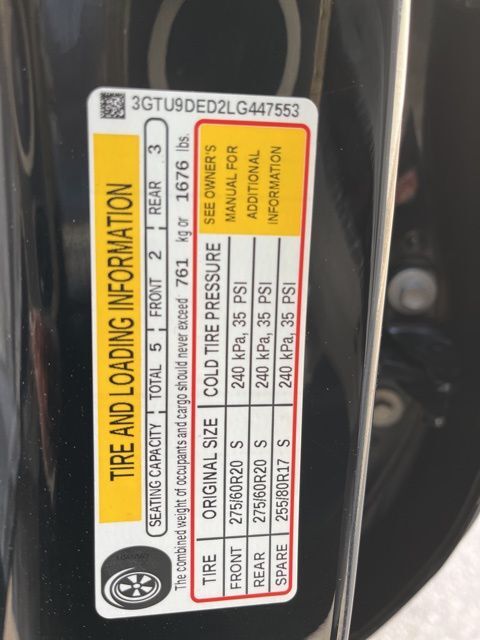 3GTU9DED2LG447553
TIRE AND LOADING INFORMATION
SEATING CAPACITY TOTAL 5 FRONT 2 REAR 3
The combined weight of occupants and cargo should never exceed 761 kg or 1676 lbs.
TIRE ORIGINAL SIZE COLD TIRE PRESSURE
FRONT 275/60R20 S 240 kPa, 35 PSI
REAR 275/60R20 S 240 kPa, 35 PSI
SPARE 255/80R17 S 240 kPa, 35 PSI
SEE OWNER'S
MANUAL FOR
ADDITIONAL
INFORMATION